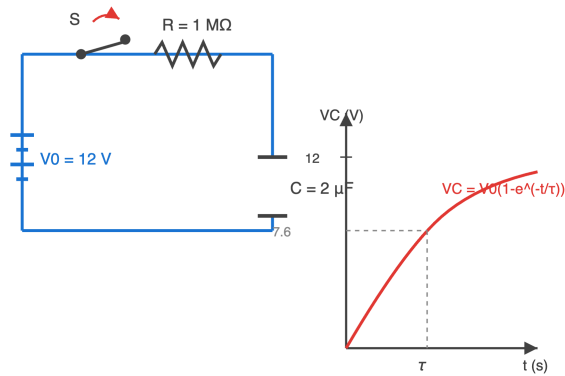 S
R = 1 MΩ
V0 = 12 V
C = 2 μF
VC (V)
12
VC = V0(1-e^(-t/τ))
7.6
τ
t (s)